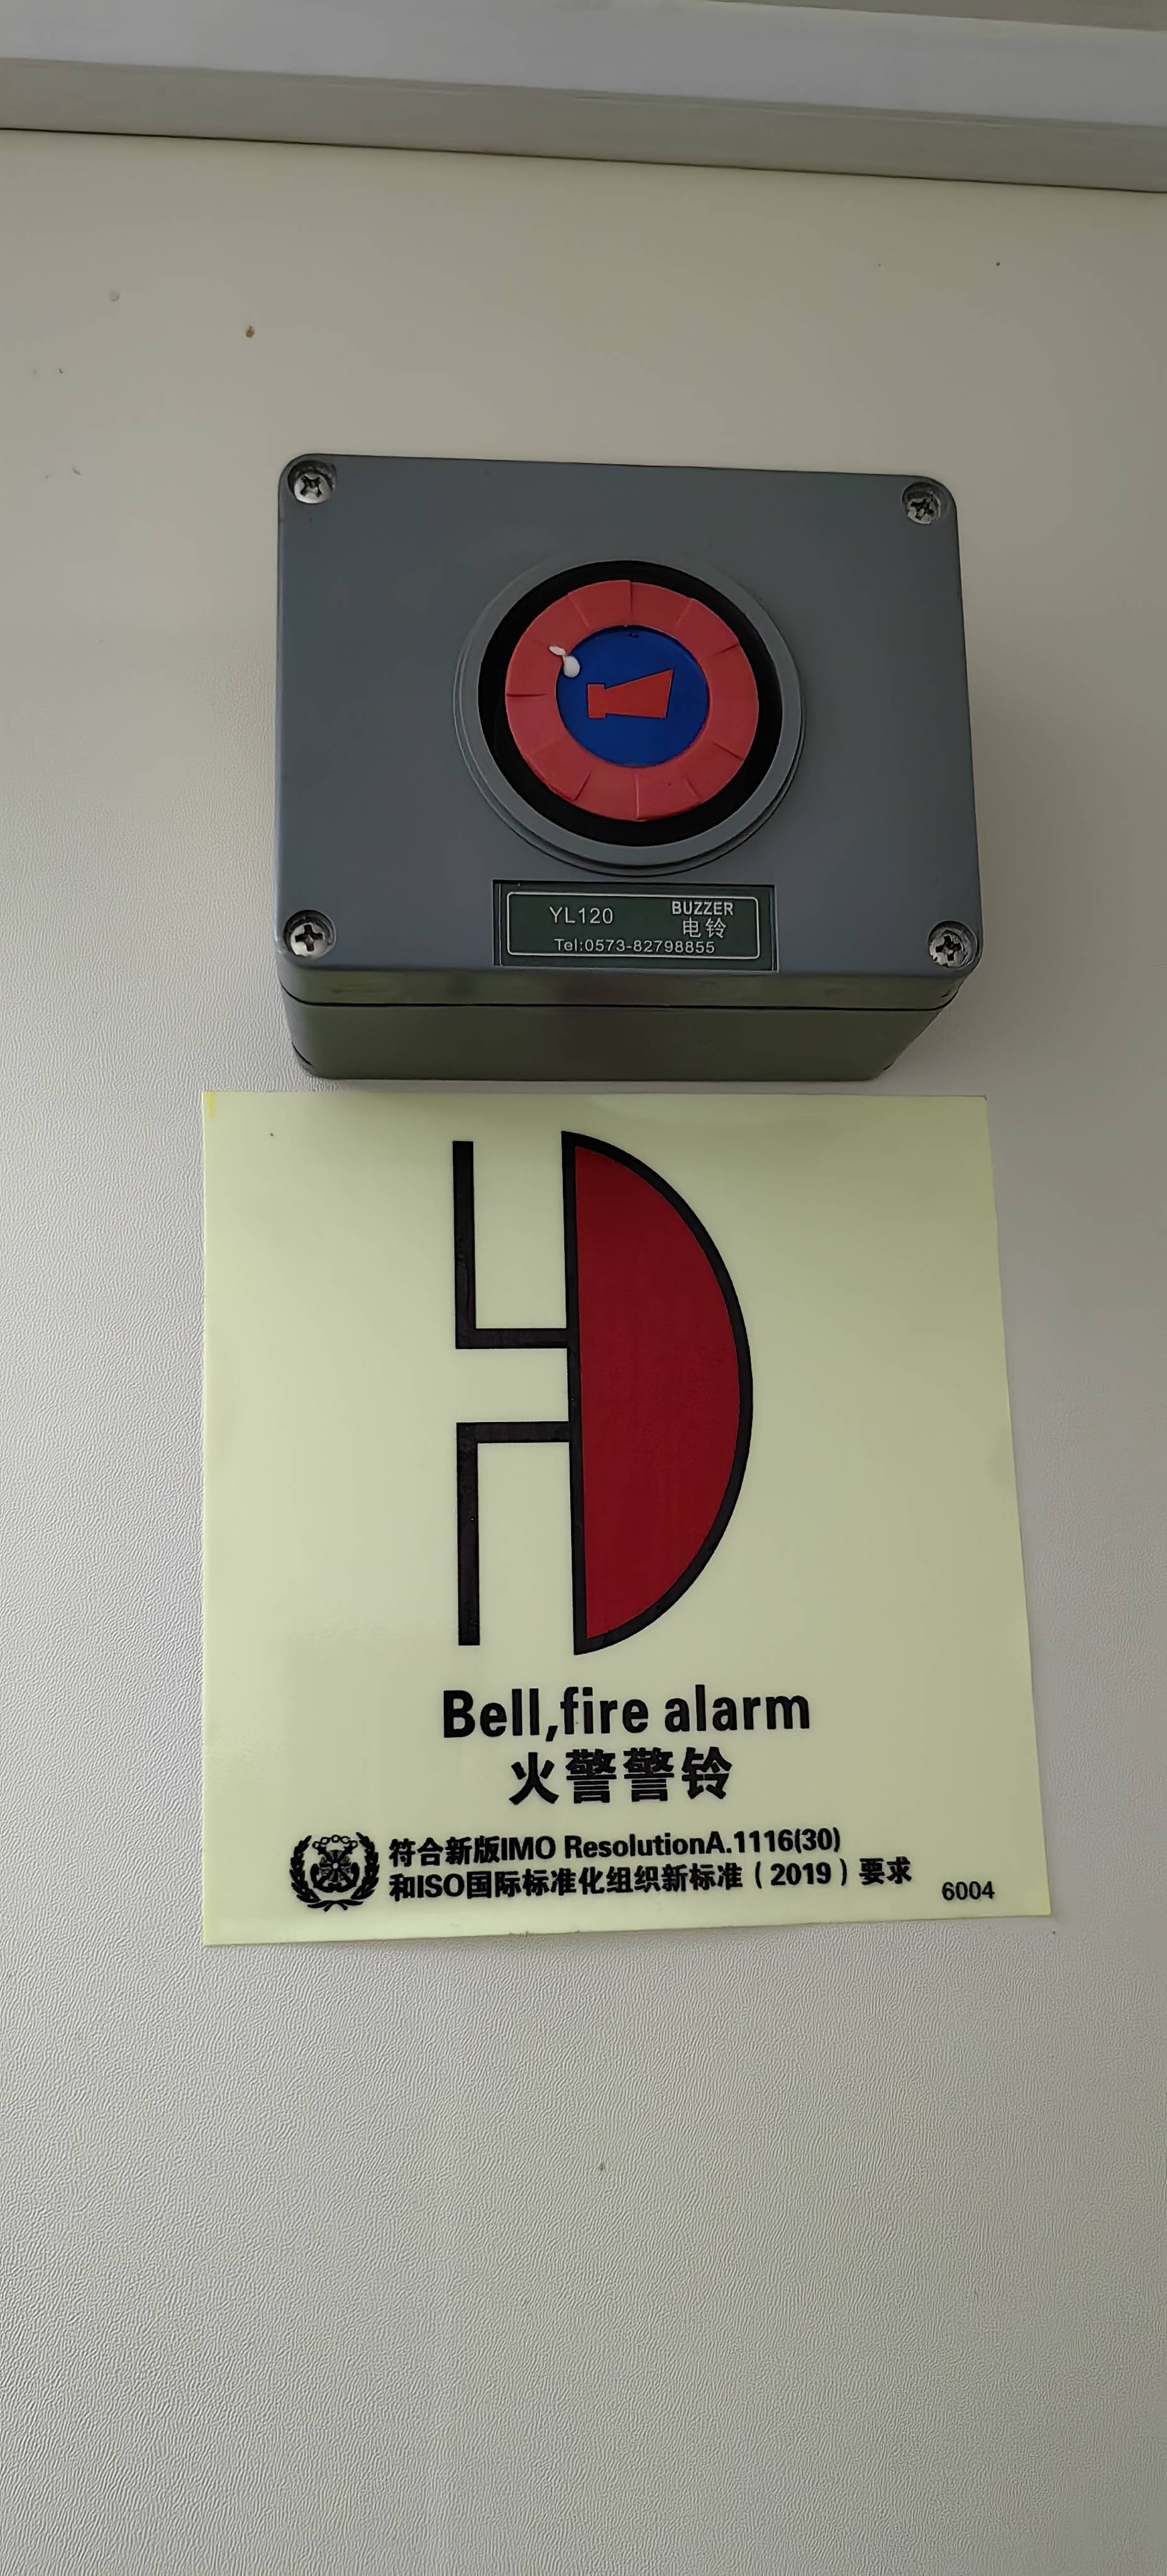 YL120 BUZZER
电铃
Tel:0573-82798855
Bell,fire alarm
火警警铃
符合新版IMO ResolutionA.1116(30)
和ISO国际标准化组织新标准（2019）要求
6004